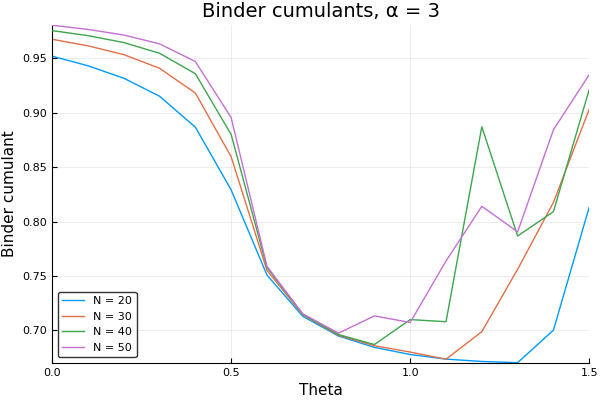 Binder cumulants, α = 3
Binder cumulant
0.95
0.90
0.85
0.80
0.75
0.70
N = 20
N = 30
N = 40
N = 50
0.0 0.5 1.0 1.5
Theta